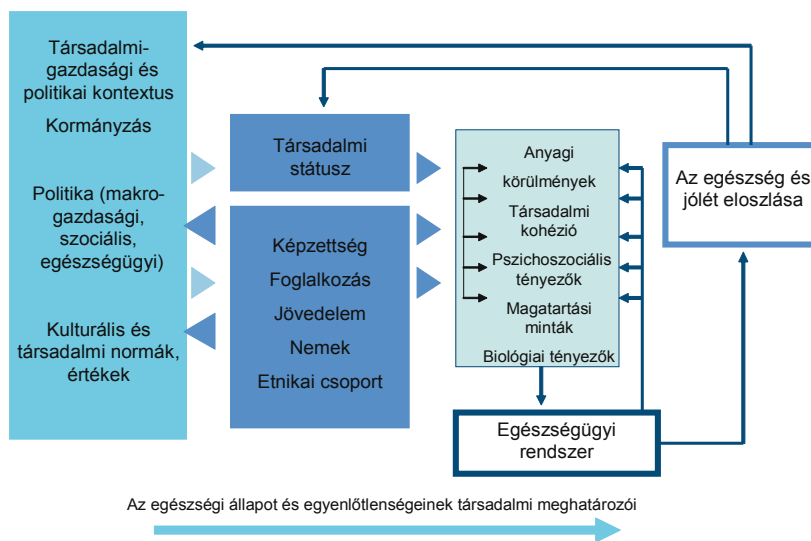 Társadalmi-
gazdasági és
politikai kontextus
Kormányzás
Politika (makro-
gazdasági,
szociális,
egészségügyi)
Kulturális és
társadalmi normák,
értékek
Társadalmi
státusz
Képzettség
Foglalkozás
Jövedelem
Nemek
Etnikai csoport
Anyagi
körülmények
Társadalmi
kohézió
Pszichoszociális
tényezők
Magatartási
minták
Biológiai tényezők
Egészségügyi
rendszer
Az egészség és
jólét eloszlása
Az egészségi állapot és egyenlőtlenségeinek társadalmi meghatározói